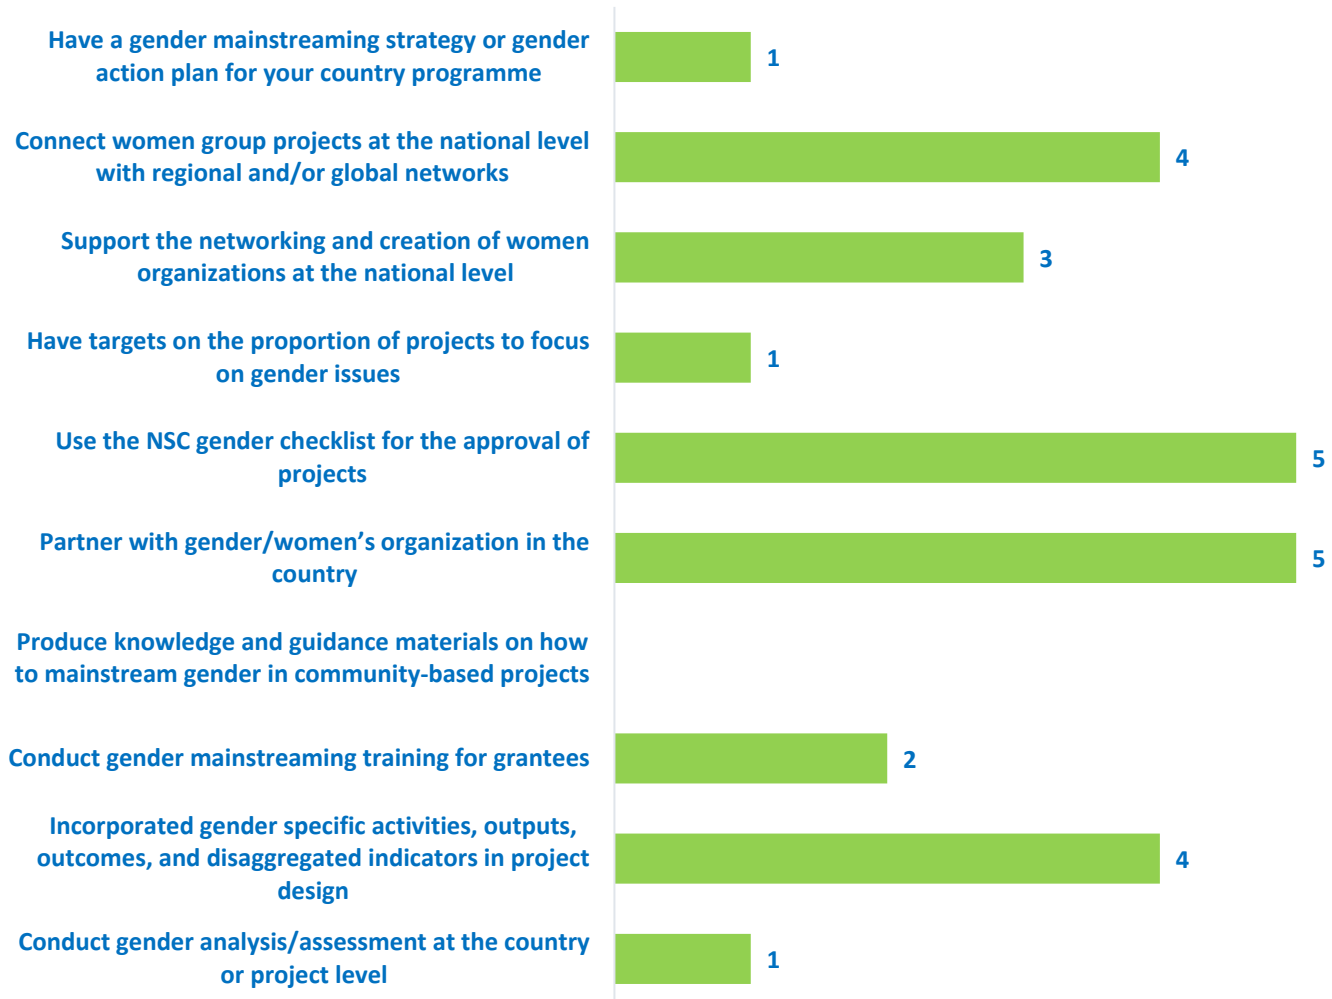 Have a gender mainstreaming strategy or gender
action plan for your country programme
1
Connect women group projects at the national level
with regional and/or global networks
4
Support the networking and creation of women
organizations at the national level
3
Have targets on the proportion of projects to focus
on gender issues
1
Use the NSC gender checklist for the approval of
projects
5
Partner with gender/women’s organization in the
country
5
Produce knowledge and guidance materials on how
to mainstream gender in community-based projects
Conduct gender mainstreaming training for grantees
2
Incorporated gender specific activities, outputs,
outcomes, and disaggregated indicators in project
design
4
Conduct gender analysis/assessment at the country
or project level
1